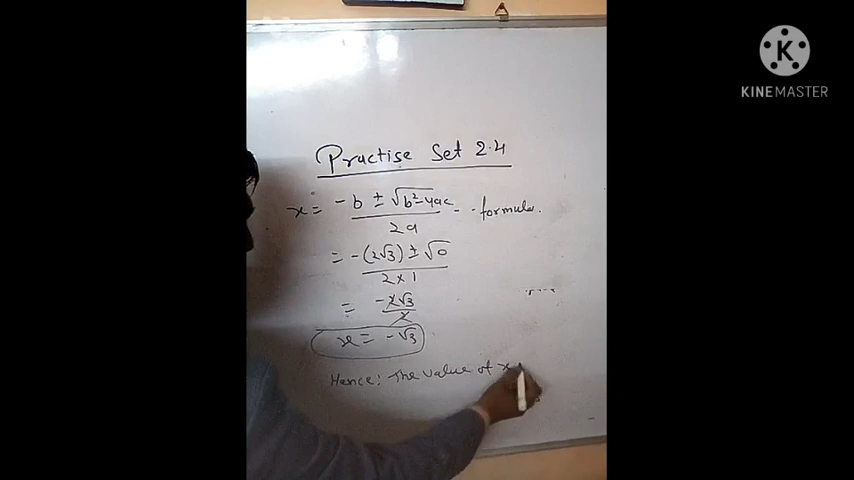 KINEMASTER
Practise Set 2.4
x = -b ± √b²-4ac / 2a -- formula.
= -(2√3) ± √0 / 2×1
= -2√3 / 2
x = -√3
Hence: The value of x